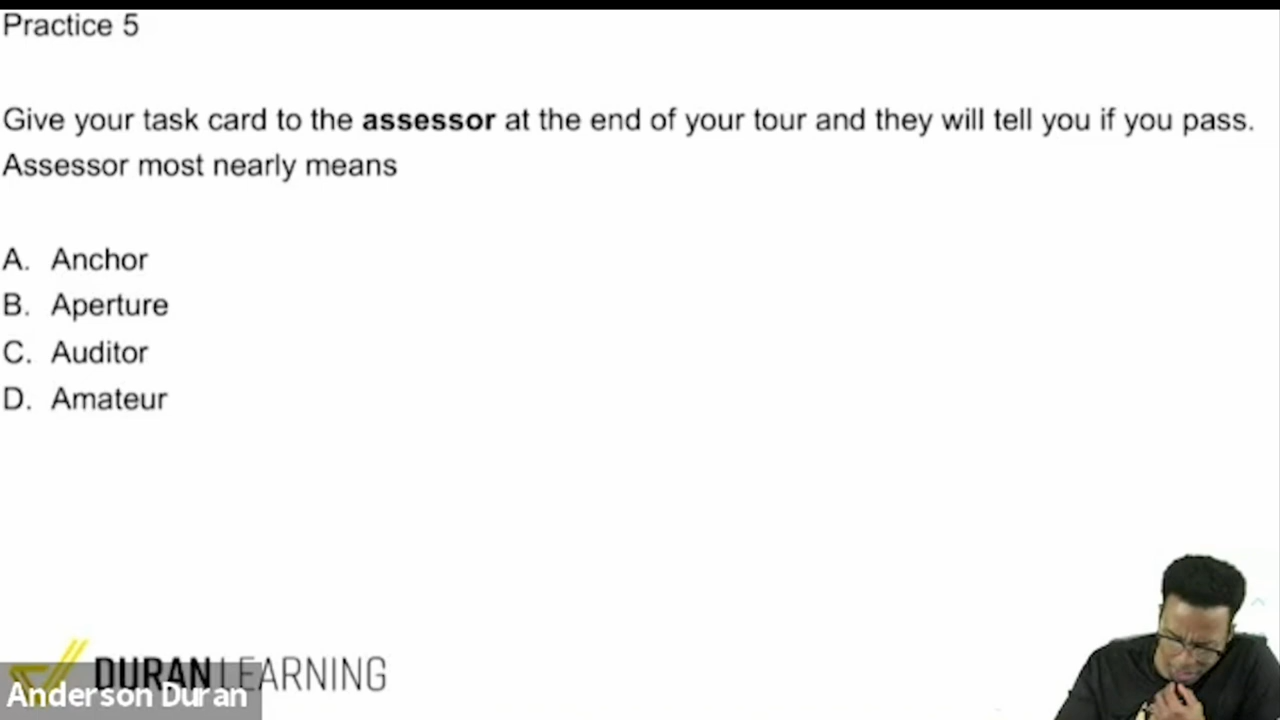 Practice 5
Give your task card to the assessor at the end of your tour and they will tell you if you pass.
Assessor most nearly means
A. Anchor
B. Aperture
C. Auditor
D. Amateur
DURAN LEARNING
Anderson Duran